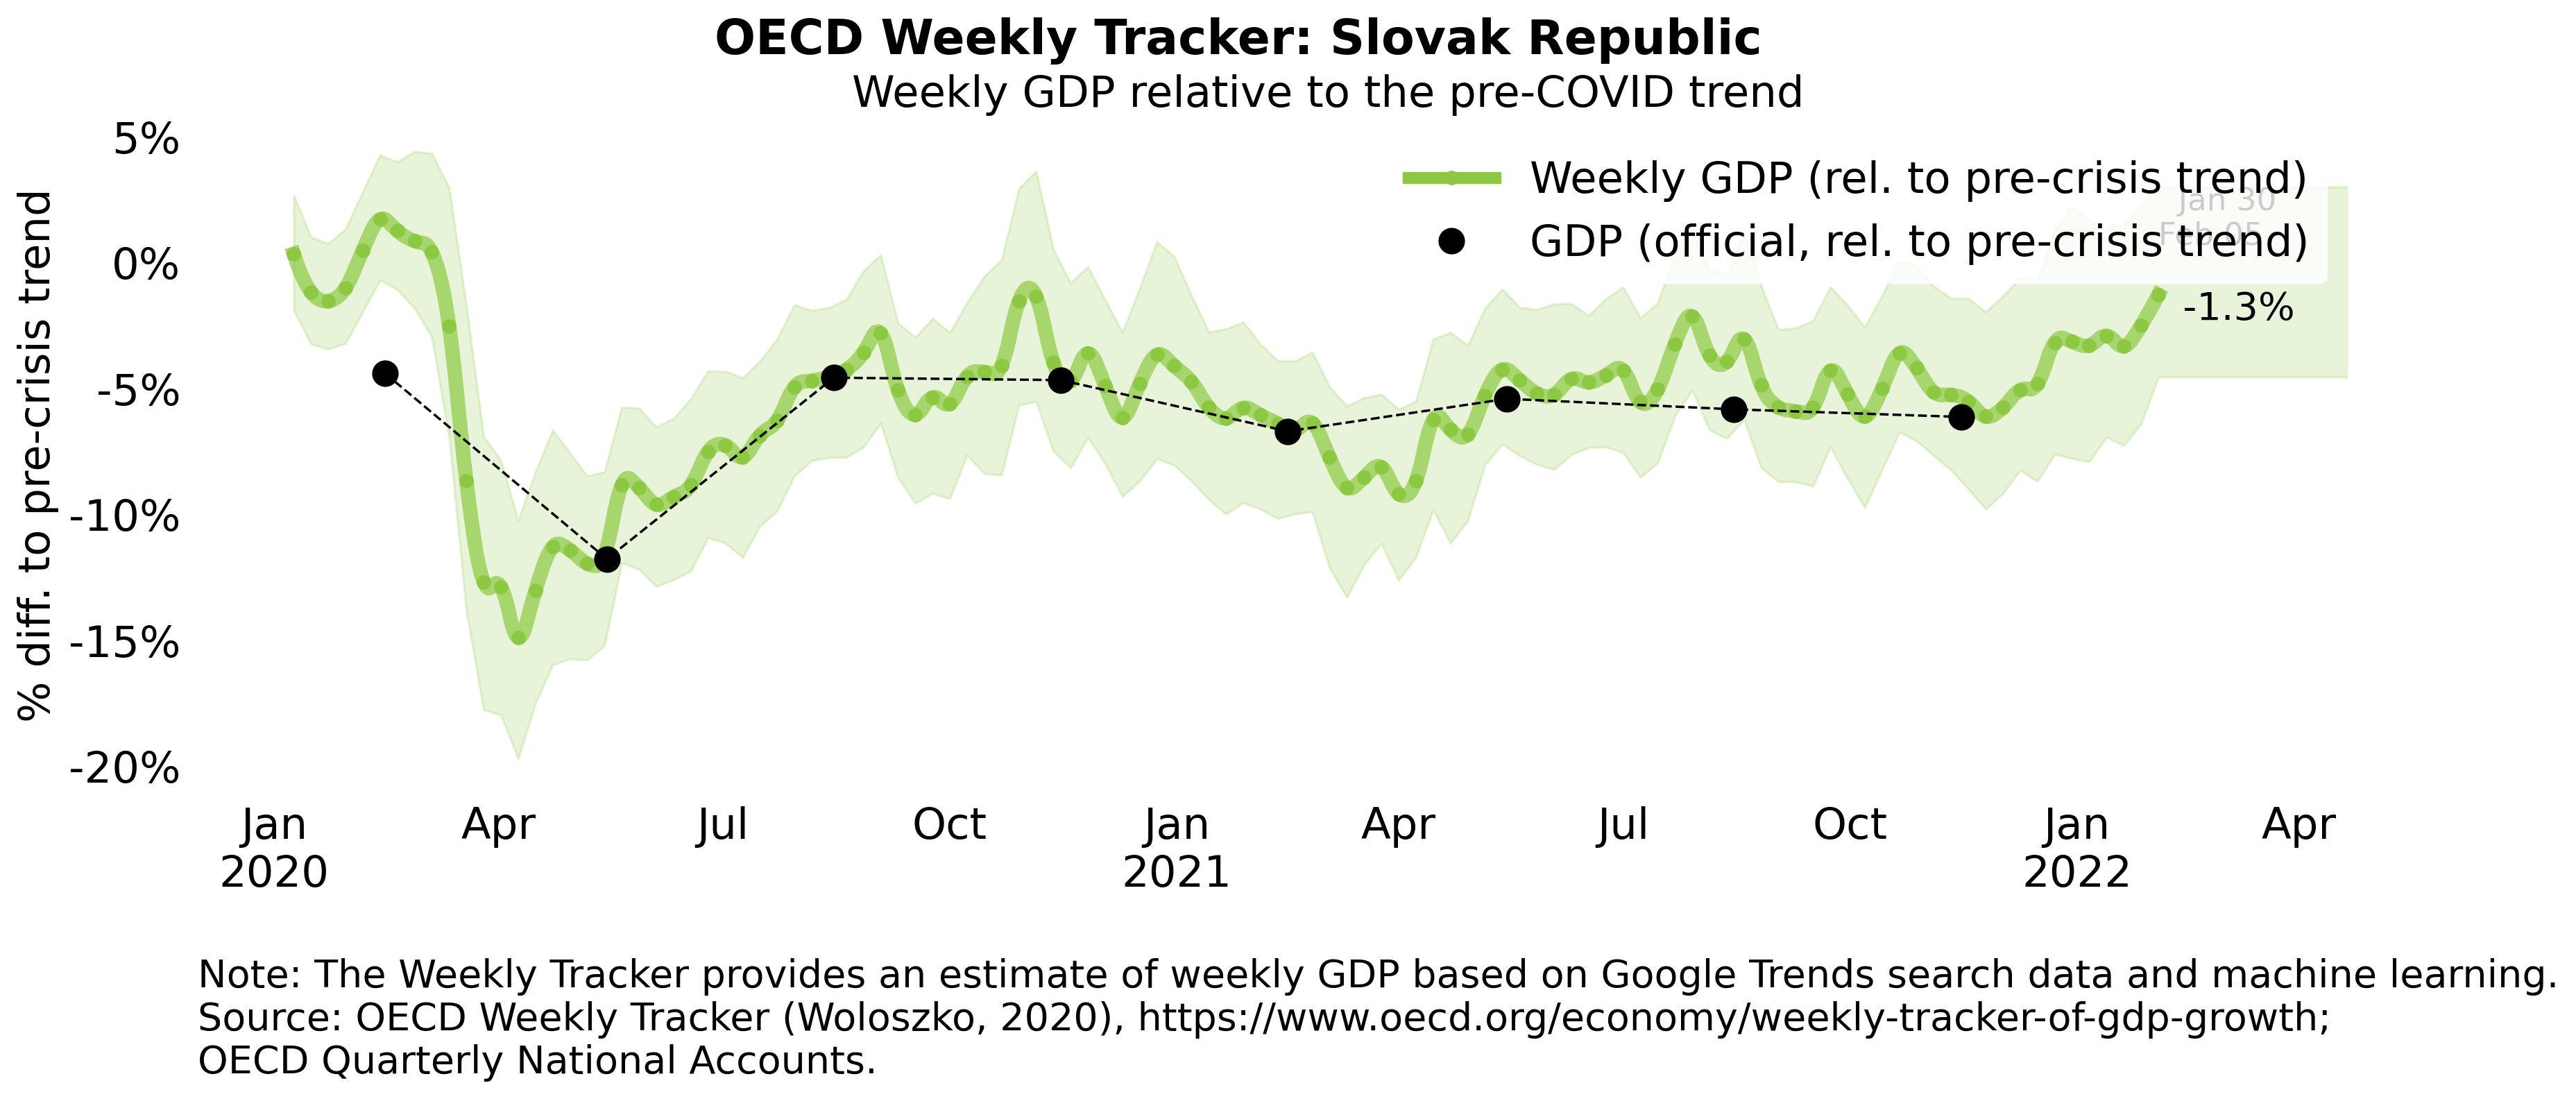 OECD Weekly Tracker: Slovak Republic
Weekly GDP relative to the pre-COVID trend
% diff. to pre-crisis trend
5%
0%
-5%
-10%
-15%
-20%
Weekly GDP (rel. to pre-crisis trend)
GDP (official, rel. to pre-crisis trend)
Jan 30
Feb 05
-1.3%
Jan
2020
Apr
Jul
Oct
Jan
2021
Apr
Jul
Oct
Jan
2022
Apr
Note: The Weekly Tracker provides an estimate of weekly GDP based on Google Trends search data and machine learning.
Source: OECD Weekly Tracker (Woloszko, 2020), https://www.oecd.org/economy/weekly-tracker-of-gdp-growth;
OECD Quarterly National Accounts.